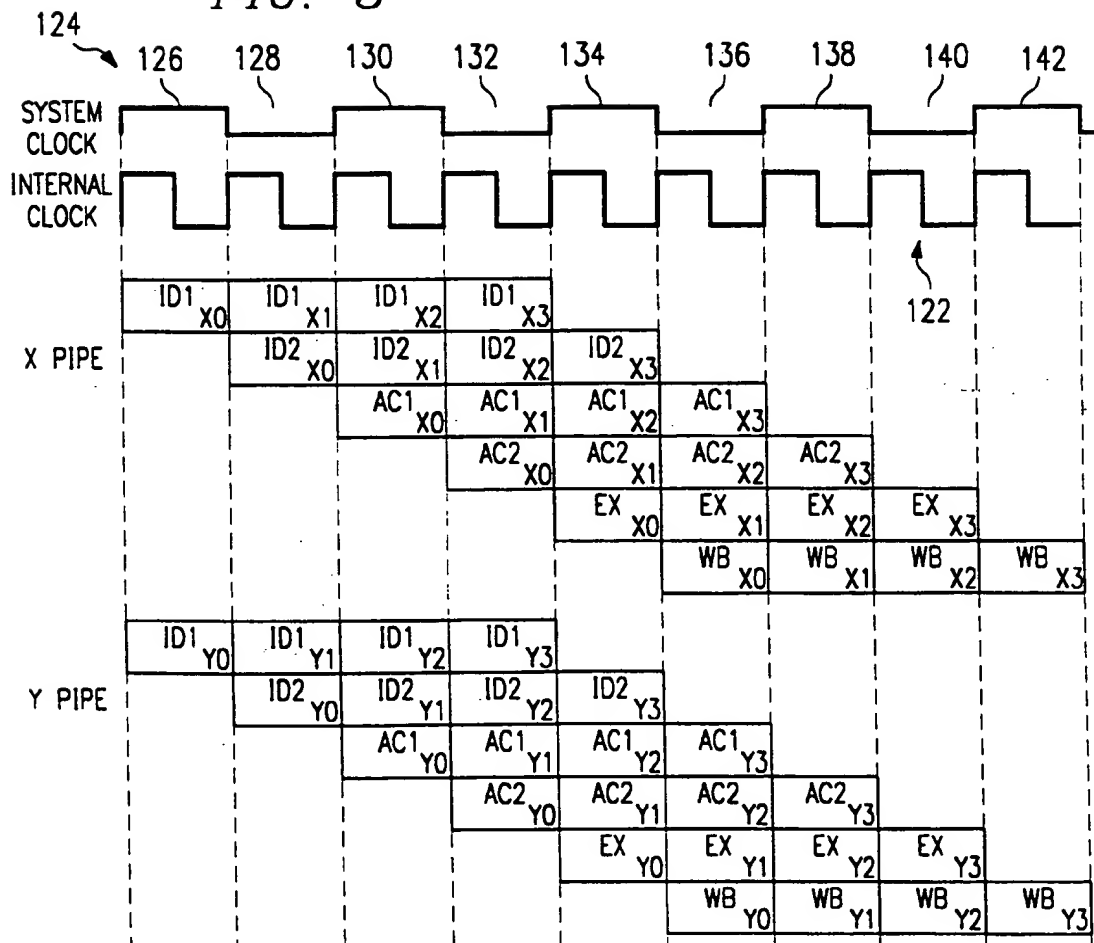 FIG. 3
124
126 128 130 132 134 136 138 140 142
SYSTEM
CLOCK
INTERNAL
CLOCK
122
ID1 X0 ID1 X1 ID1 X2 ID1 X3
X PIPE
ID2 X0 ID2 X1 ID2 X2 ID2 X3
AC1 X0 AC1 X1 AC1 X2 AC1 X3
AC2 X0 AC2 X1 AC2 X2 AC2 X3
EX X0 EX X1 EX X2 EX X3
WB X0 WB X1 WB X2 WB X3
ID1 Y0 ID1 Y1 ID1 Y2 ID1 Y3
Y PIPE
ID2 Y0 ID2 Y1 ID2 Y2 ID2 Y3
AC1 Y0 AC1 Y1 AC1 Y2 AC1 Y3
AC2 Y0 AC2 Y1 AC2 Y2 AC2 Y3
EX Y0 EX Y1 EX Y2 EX Y3
WB Y0 WB Y1 WB Y2 WB Y3